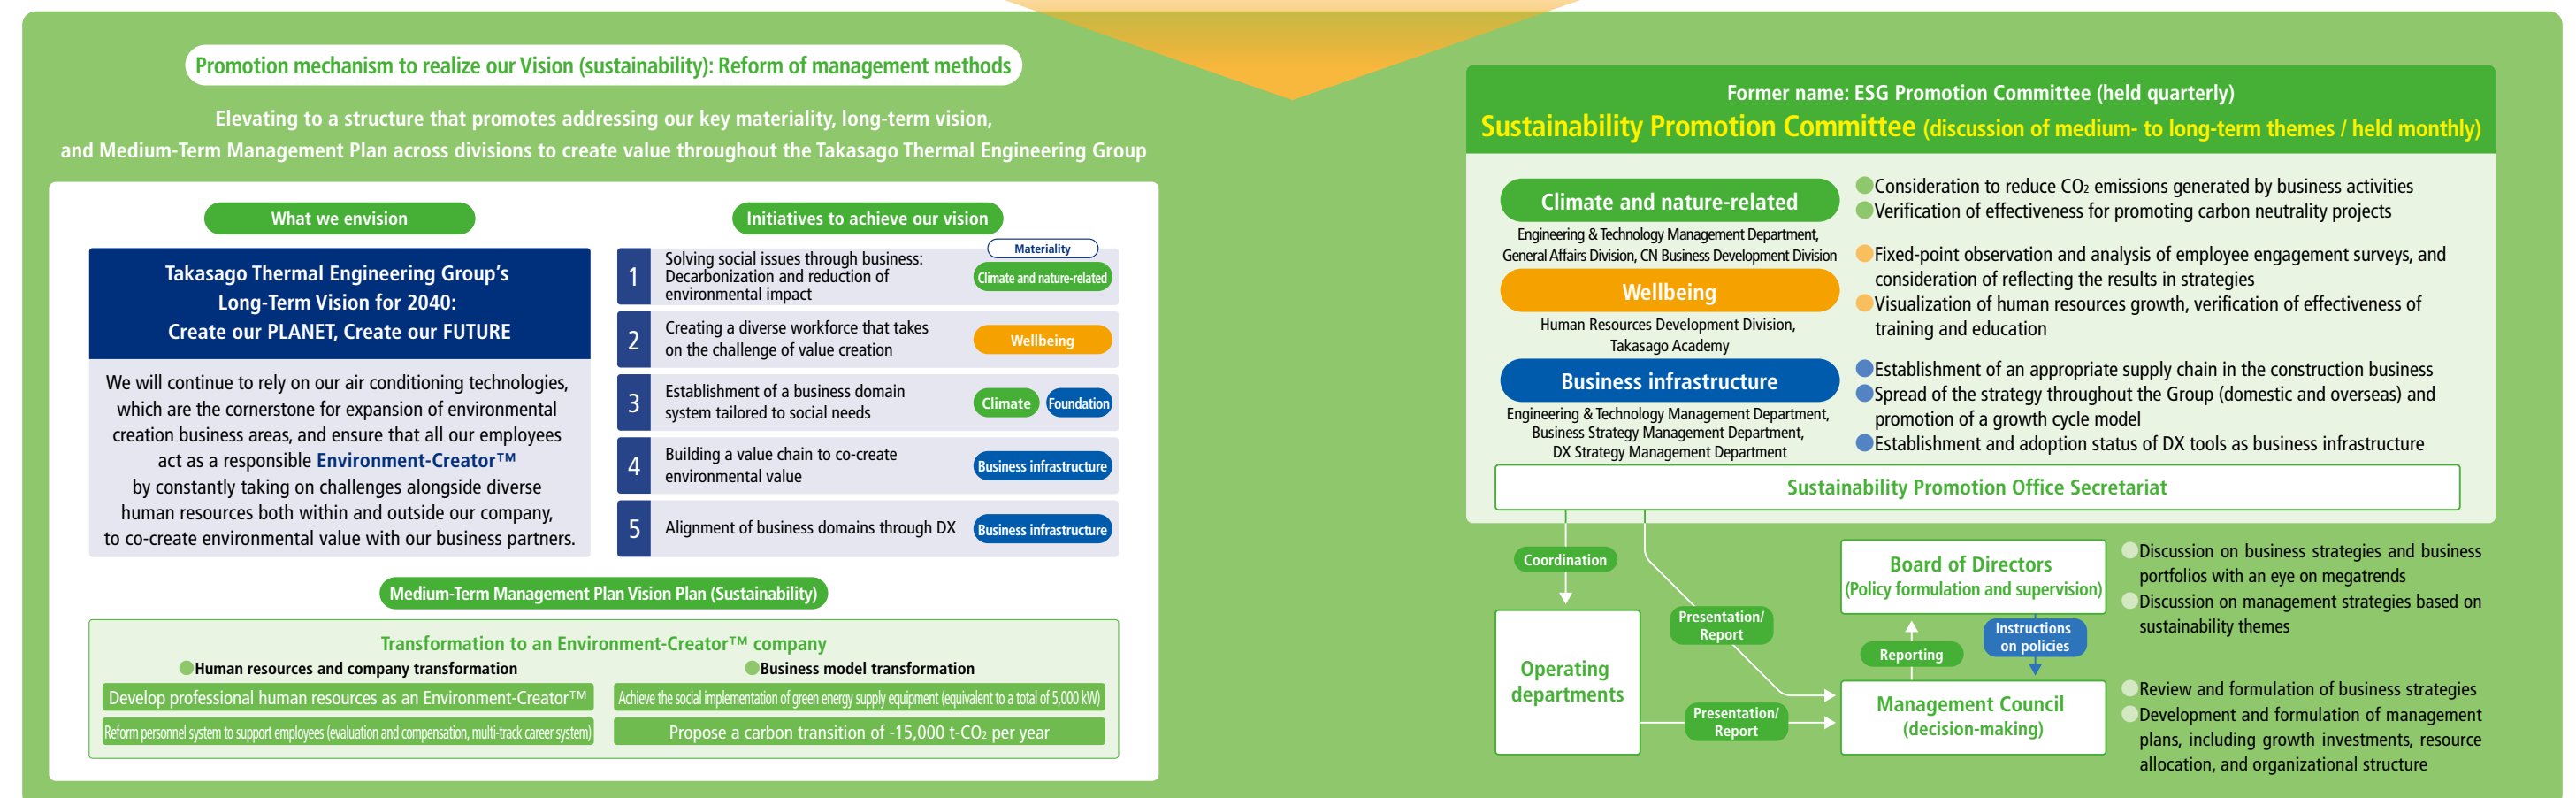 Promotion mechanism to realize our Vision (sustainability): Reform of management methods
Elevating to a structure that promotes addressing our key materiality, long-term vision,
and Medium-Term Management Plan across divisions to create value throughout the Takasago Thermal Engineering Group
What we envision
Takasago Thermal Engineering Group's
Long-Term Vision for 2040:
Create our PLANET, Create our FUTURE
We will continue to rely on our air conditioning technologies,
which are the cornerstone for expansion of environmental
creation business areas, and ensure that all our employees
act as a responsible Environment-Creator™
by constantly taking on challenges alongside diverse
human resources both within and outside our company,
to co-create environmental value with our business partners.
Initiatives to achieve our vision
Materiality
1
Solving social issues through business:
Decarbonization and reduction of
environmental impact
Climate and nature-related
2
Creating a diverse workforce that takes
on the challenge of value creation
Wellbeing
3
Establishment of a business domain
system tailored to social needs
Climate
Foundation
4
Building a value chain to co-create
environmental value
Business infrastructure
5
Alignment of business domains through DX
Business infrastructure
Medium-Term Management Plan Vision Plan (Sustainability)
Transformation to an Environment-Creator™ company
Human resources and company transformation
Develop professional human resources as an Environment-Creator™
Reform personnel system to support employees (evaluation and compensation, multi-track career system)
Business model transformation
Achieve the social implementation of green energy supply equipment (equivalent to a total of 5,000 kW)
Propose a carbon transition of -15,000 t-CO₂ per year
Former name: ESG Promotion Committee (held quarterly)
Sustainability Promotion Committee (discussion of medium- to long-term themes / held monthly)
Climate and nature-related
Engineering & Technology Management Department,
General Affairs Division, CN Business Development Division
Consideration to reduce CO₂ emissions generated by business activities
Verification of effectiveness for promoting carbon neutrality projects
Wellbeing
Human Resources Development Division,
Takasago Academy
Fixed-point observation and analysis of employee engagement surveys, and
consideration of reflecting the results in strategies
Visualization of human resources growth, verification of effectiveness of
training and education
Business infrastructure
Engineering & Technology Management Department,
Business Strategy Management Department,
DX Strategy Management Department
Establishment of an appropriate supply chain in the construction business
Spread of the strategy throughout the Group (domestic and overseas) and
promotion of a growth cycle model
Establishment and adoption status of DX tools as business infrastructure
Sustainability Promotion Office Secretariat
Coordination
Operating
departments
Presentation/
Report
Presentation/
Report
Board of Directors
(Policy formulation and supervision)
Reporting
Instructions
on policies
Management Council
(decision-making)
Discussion on business strategies and business
portfolios with an eye on megatrends
Discussion on management strategies based on
sustainability themes
Review and formulation of business strategies
Development and formulation of management
plans, including growth investments, resource
allocation, and organizational structure